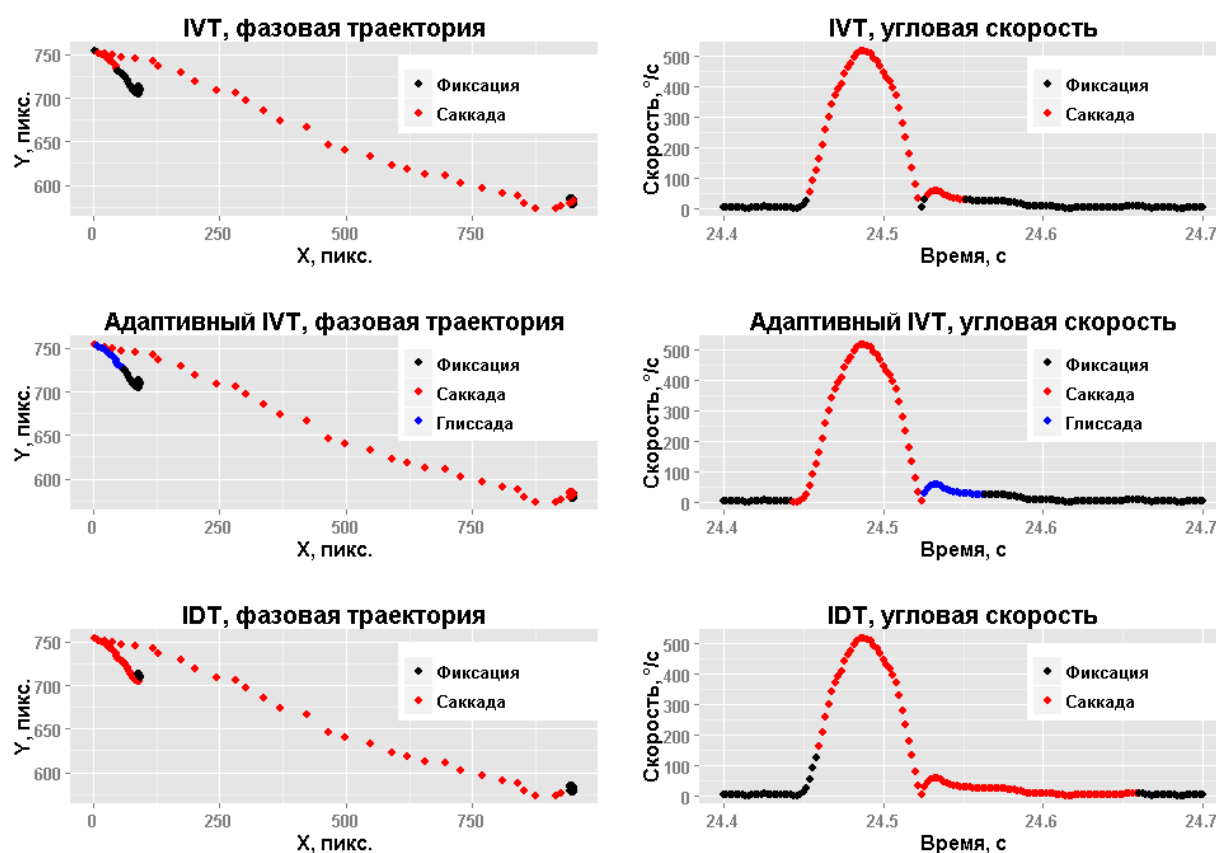 IVT, фазовая траектория
750
700
650
600
Y, пикс.
0 250 500 750
X, пикс.
Фиксация
Саккада
IVT, угловая скорость
500
400
300
200
100
0
Скорость, °/с
24.4 24.5 24.6 24.7
Время, с
Фиксация
Саккада
Адаптивный IVT, фазовая траектория
750
700
650
600
Y, пикс.
0 250 500 750
X, пикс.
Фиксация
Саккада
Глиссада
Адаптивный IVT, угловая скорость
500
400
300
200
100
0
Скорость, °/с
24.4 24.5 24.6 24.7
Время, с
Фиксация
Саккада
Глиссада
IDT, фазовая траектория
750
700
650
600
Y, пикс.
0 250 500 750
X, пикс.
Фиксация
Саккада
IDT, угловая скорость
500
400
300
200
100
0
Скорость, °/с
24.4 24.5 24.6 24.7
Время, с
Фиксация
Саккада